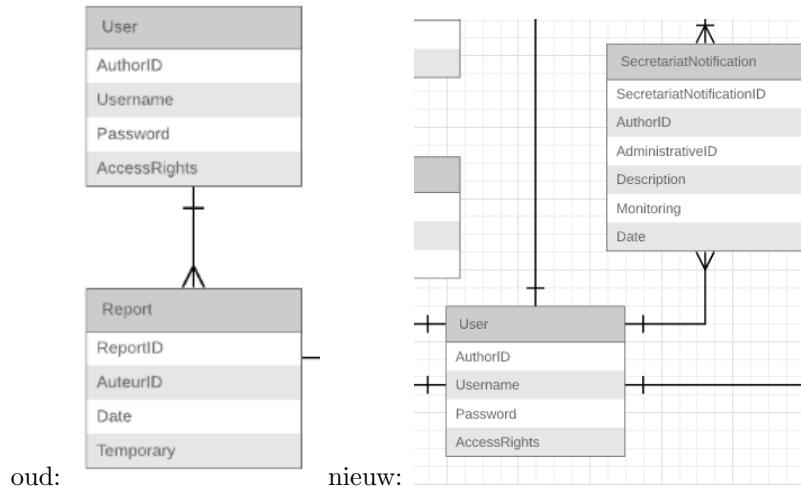 User
AuthorID
Username
Password
AccessRights
Report
ReportID
AuteurID
Date
Temporary
oud:
SecretariatNotification
SecretariatNotificationID
AuthorID
AdministrativeID
Description
Monitoring
Date
User
AuthorID
Username
Password
AccessRights
nieuw: